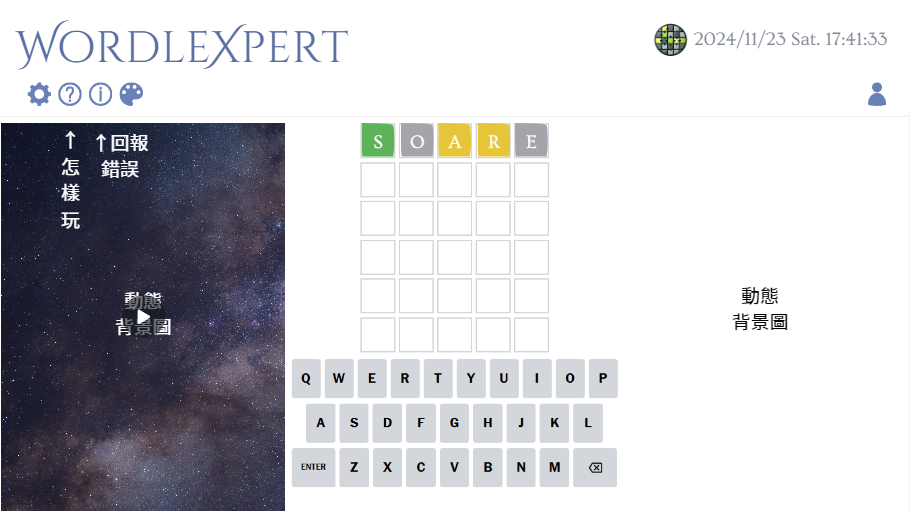 WORDLEXPERT
2024/11/23 Sat. 17:41:33
↑怎樣玩
↑回報
錯誤
動態
背景圖
SOARE
動態
背景圖
Q W E R T Y U I O P
A S D F G H J K L
ENTER Z X C V B N M